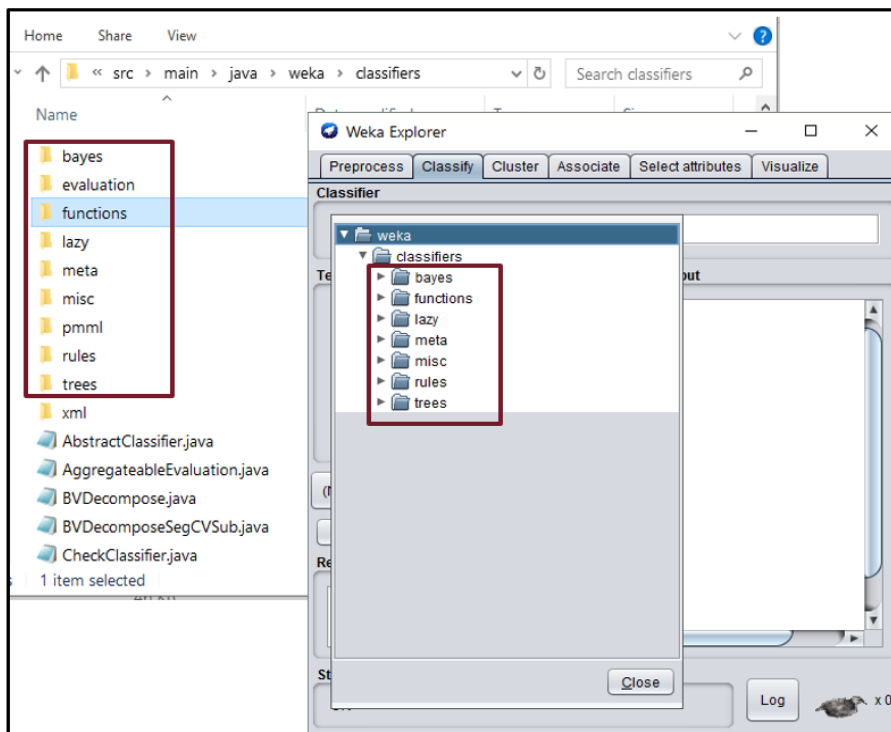 Home Share View
« src › main › java › weka › classifiers
Search classifiers
Name
bayes
evaluation
functions
lazy
meta
misc
pmml
rules
trees
xml
AbstractClassifier.java
AggregateableEvaluation.java
BVDecompose.java
BVDecomposeSegCVSub.java
CheckClassifier.java
1 item selected
Weka Explorer
Preprocess Classify Cluster Associate Select attributes Visualize
Classifier
weka
classifiers
bayes
functions
lazy
meta
misc
rules
trees
Close
Log
x 0